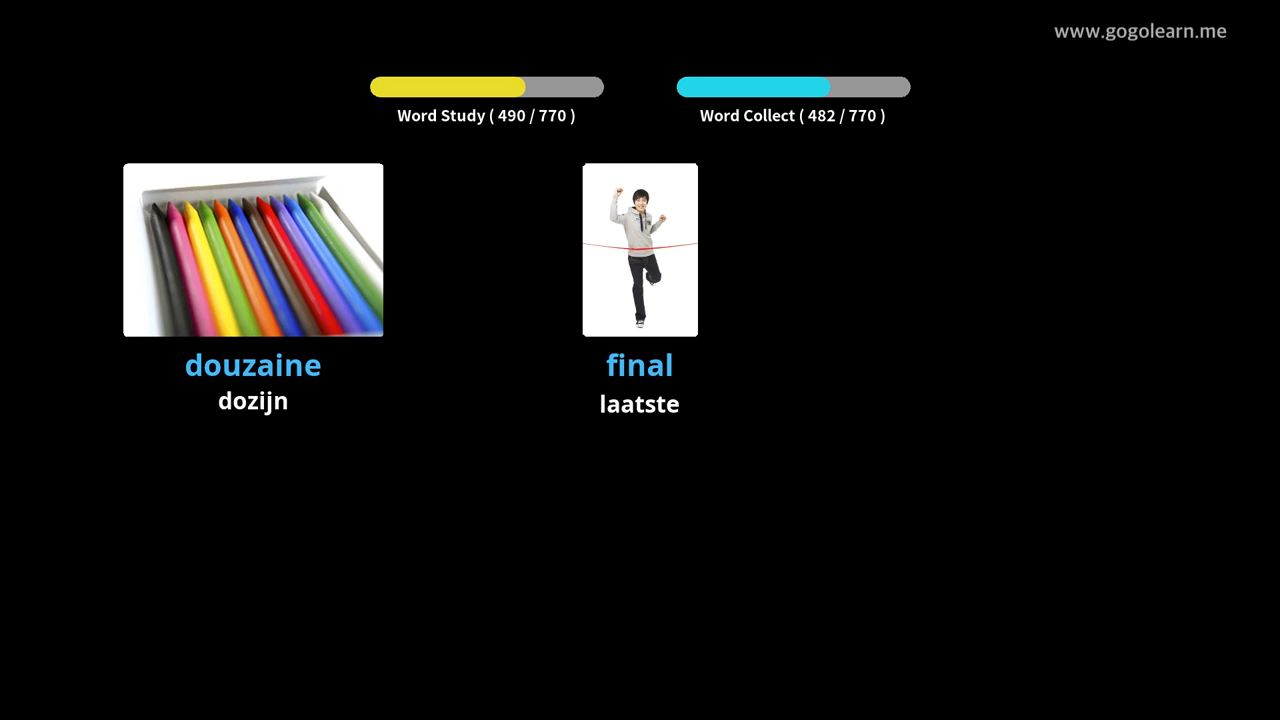 www.gogolearn.me
Word Study ( 490 / 770 )
Word Collect ( 482 / 770 )
douzaine
dozijn
final
laatste